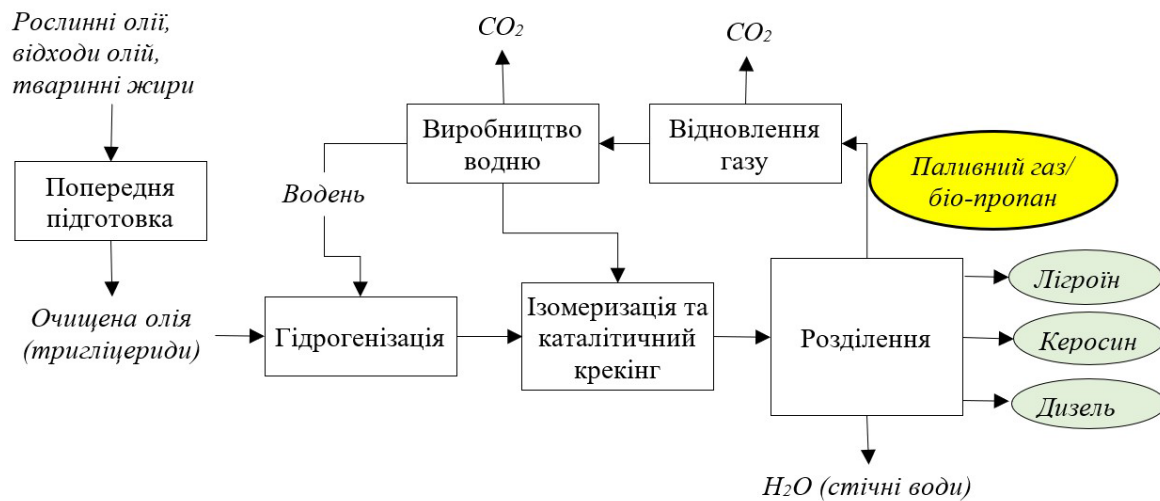 Рослинні олії,
відходи олій,
тваринні жири
CO2
CO2
Виробництво
водню
Відновлення
газу
Паливний газ/
біо-пропан
Попередня
підготовка
Водень
Очищена олія
(тригліцериди)
Гідрогенізація
Ізомеризація та
каталітичний
крекінг
Розділення
Лігроїн
Керосин
Дизель
H2O (стічні води)